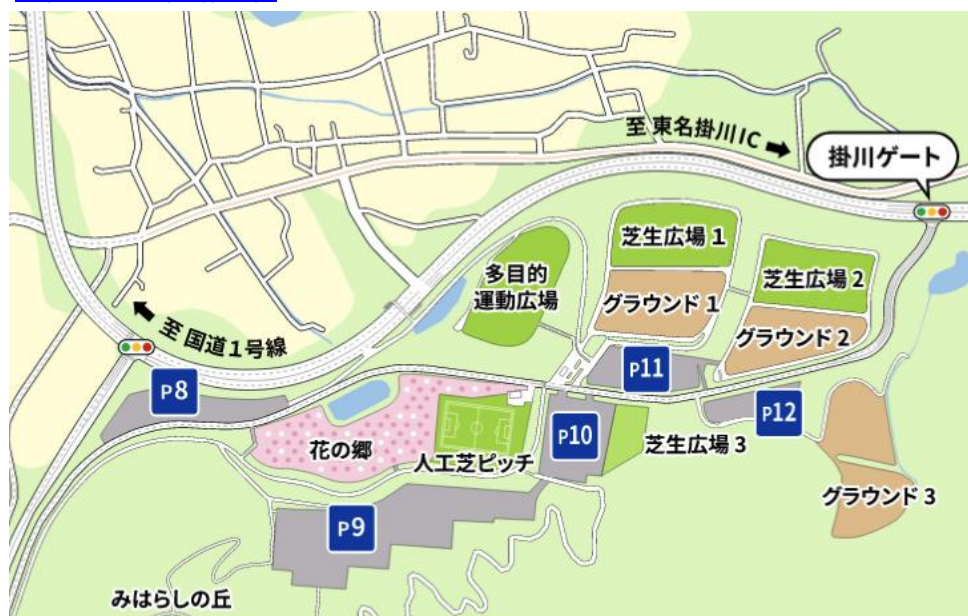 至 東名掛川IC
掛川ゲート
芝生広場 1
多目的
運動広場
芝生広場 2
グラウンド 1
至 国道1号線
グラウンド 2
P11
P8
P12
P10
花の郷
人工芝ピッチ
芝生広場 3
グラウンド 3
P9
みはらしの丘